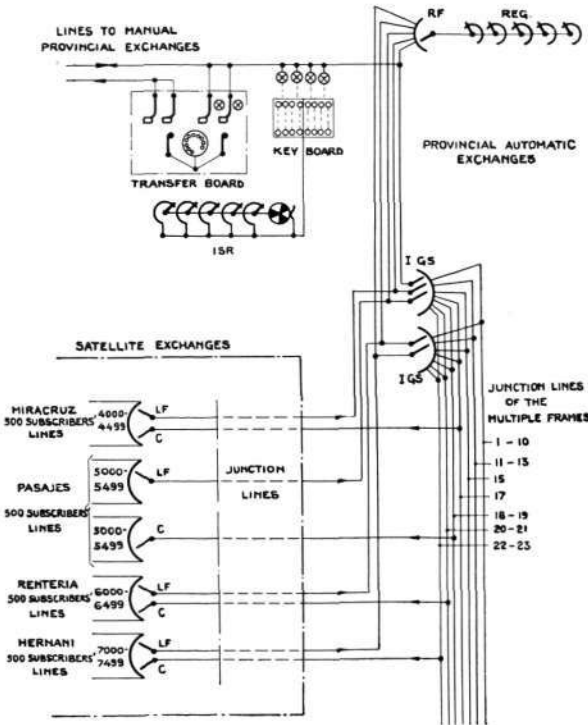 LINES TO MANUAL
PROVINCIAL EXCHANGES
RF
REG.
KEY BOARD
TRANSFER BOARD
PROVINCIAL AUTOMATIC
EXCHANGES
ISR
IGS
IGS
SATELLITE EXCHANGES
JUNCTION LINES
OF THE
MULTIPLE FRAMES
1-10
11-13
15
17
18-19
20-21
22-23
MIRACRUZ
500 SUBSCRIBERS'
LINES
4000-
4499
LF
C
PASAJES
500 SUBSCRIBERS'
LINES
5000-
5499
LF
5000-
5499
C
JUNCTION
LINES
RENTERIA
500 SUBSCRIBERS'
LINES
6000-
6499
LF
C
HERNANI
500 SUBSCRIBERS'
LINES
7000-
7499
LF
C